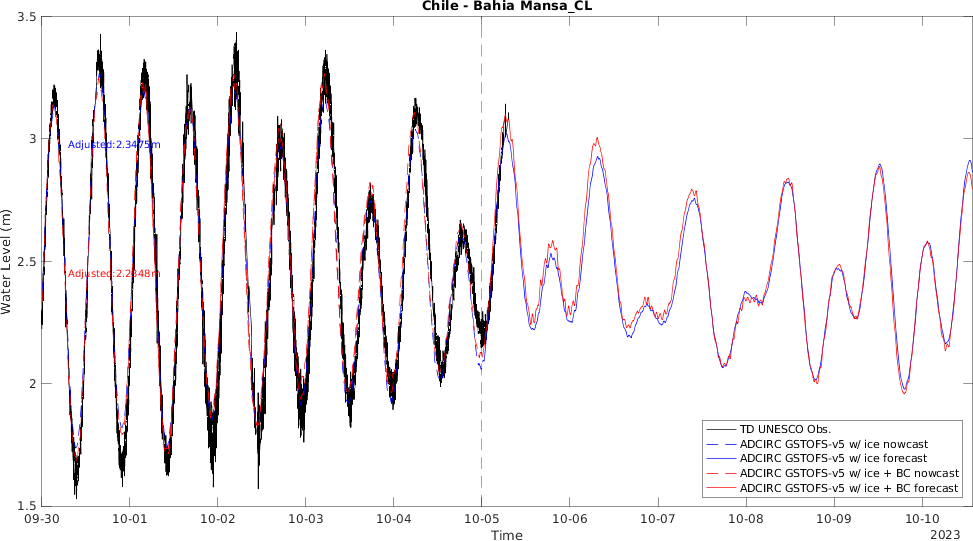 Chile - Bahia Mansa_CL
3.5
3
2.5
2
1.5
Water Level (m)
Adjusted:2.3475m
Adjusted:2.2848m
TD UNESCO Obs.
ADCIRC GSTOFS-v5 w/ ice nowcast
ADCIRC GSTOFS-v5 w/ ice forecast
ADCIRC GSTOFS-v5 w/ ice + BC nowcast
ADCIRC GSTOFS-v5 w/ ice + BC forecast
09-30 10-01 10-02 10-03 10-04 10-05 10-06 10-07 10-08 10-09 10-10
2023
Time